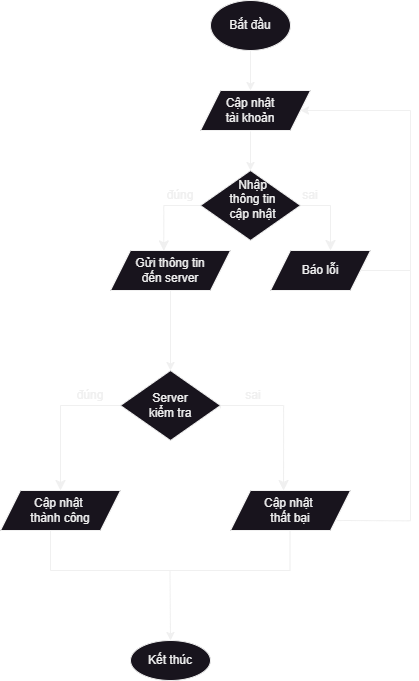 Bắt đầu
Cập nhật
tài khoản
Nhập
thông tin
cập nhật
đúng
sai
Gửi thông tin
đến server
Báo lỗi
Server
kiểm tra
đúng
sai
Cập nhật
thành công
Cập nhật
thất bại
Kết thúc